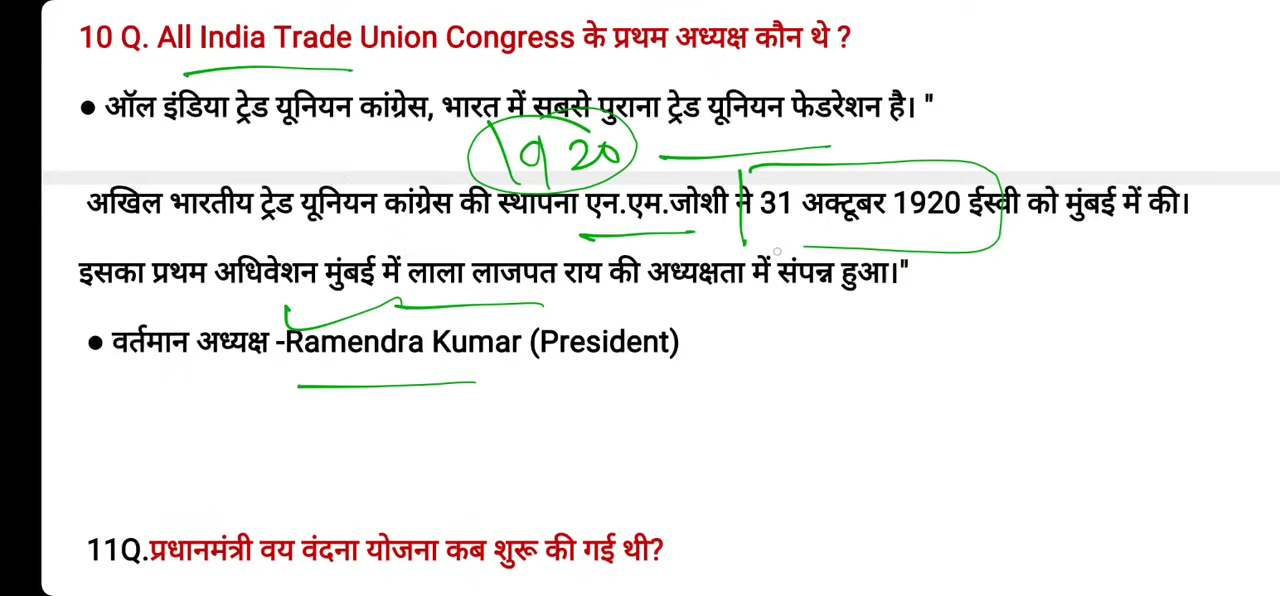 10 Q. All India Trade Union Congress के प्रथम अध्यक्ष कौन थे ?
● ऑल इंडिया ट्रेड यूनियन कांग्रेस, भारत में सबसे पुराना ट्रेड यूनियन फेडरेशन है। "
1920
अखिल भारतीय ट्रेड यूनियन कांग्रेस की स्थापना एन.एम.जोशी ने 31 अक्टूबर 1920 ईस्वी को मुंबई में की।
इसका प्रथम अधिवेशन मुंबई में लाला लाजपत राय की अध्यक्षता में संपन्न हुआ।"
● वर्तमान अध्यक्ष -Ramendra Kumar (President)
11Q.प्रधानमंत्री वय वंदना योजना कब शुरू की गई थी?